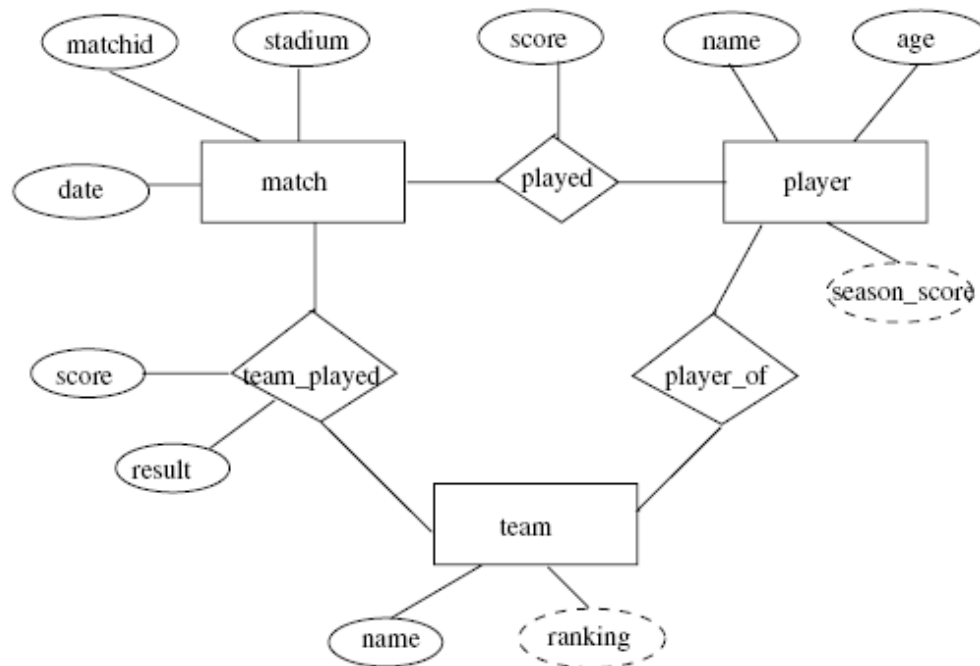 matchid
stadium
score
name
age
date
match
played
player
season_score
score
team_played
player_of
result
team
name
ranking